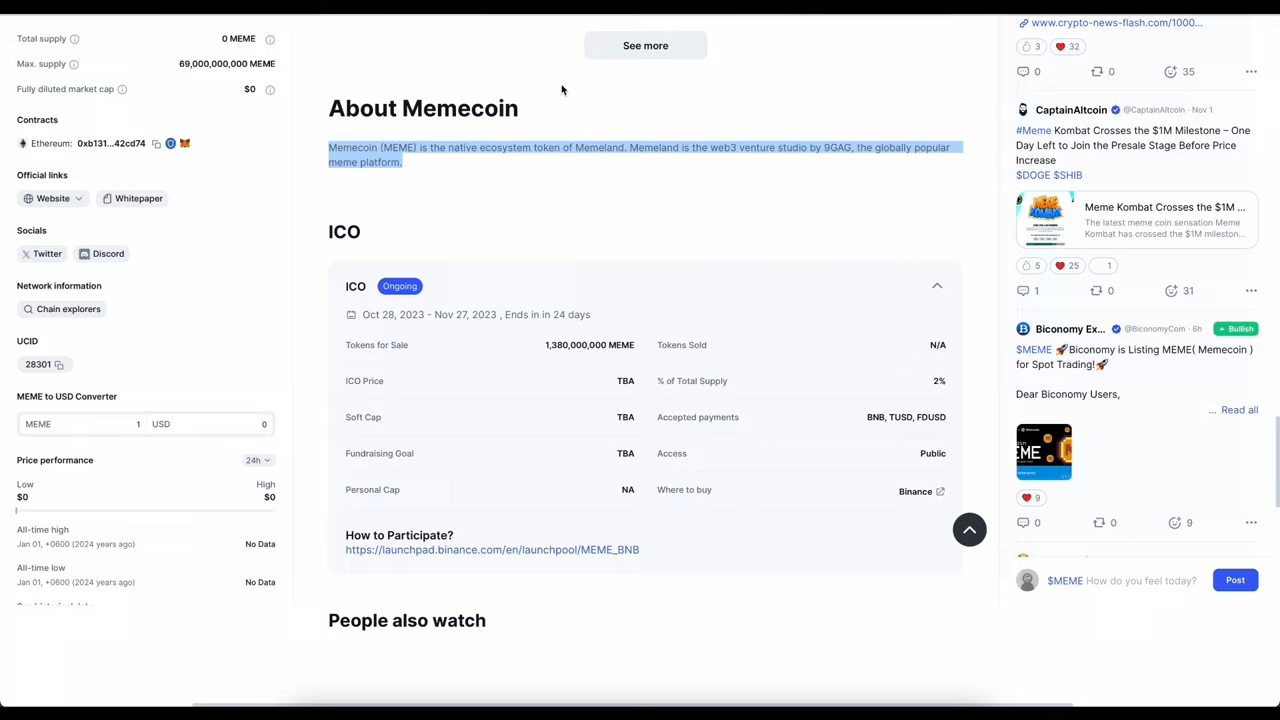 Total supply
0 MEME
Max. supply
69,000,000,000 MEME
Fully diluted market cap
$0
Contracts
Ethereum: 0xb131...42cd74
Official links
Website
Whitepaper
Socials
Twitter
Discord
Network information
Chain explorers
UCID
28301
MEME to USD Converter
MEME
1
USD
0
Price performance
24h
Low
High
$0
$0
All-time high
Jan 01, +0600 (2024 years ago)
No Data
All-time low
Jan 01, +0600 (2024 years ago)
No Data
See more
About Memecoin
Memecoin (MEME) is the native ecosystem token of Memeland. Memeland is the web3 venture studio by 9GAG, the globally popular
meme platform.
ICO
ICO
Ongoing
Oct 28, 2023 - Nov 27, 2023 , Ends in in 24 days
Tokens for Sale
1,380,000,000 MEME
Tokens Sold
N/A
ICO Price
TBA
% of Total Supply
2%
Soft Cap
TBA
Accepted payments
BNB, TUSD, FDUSD
Fundraising Goal
TBA
Access
Public
Personal Cap
NA
Where to buy
Binance
How to Participate?
https://launchpad.binance.com/en/launchpool/MEME_BNB
People also watch
www.crypto-news-flash.com/1000...
3
32
0
0
35
CaptainAltcoin @CaptainAltcoin · Nov 1
#Meme Kombat Crosses the $1M Milestone – One
Day Left to Join the Presale Stage Before Price
Increase
$DOGE $SHIB
MEME
KOMBAT
Meme Kombat Crosses the $1M ...
The latest meme coin sensation Meme
Kombat has crossed the $1M mileston...
5
25
1
1
0
31
Biconomy Ex... @BiconomyCom · 6h
Bullish
$MEME 🚀Biconomy is Listing MEME( Memecoin )
for Spot Trading!🚀
Dear Biconomy Users,
... Read all
EME
9
0
0
9
$MEME How do you feel today?
Post